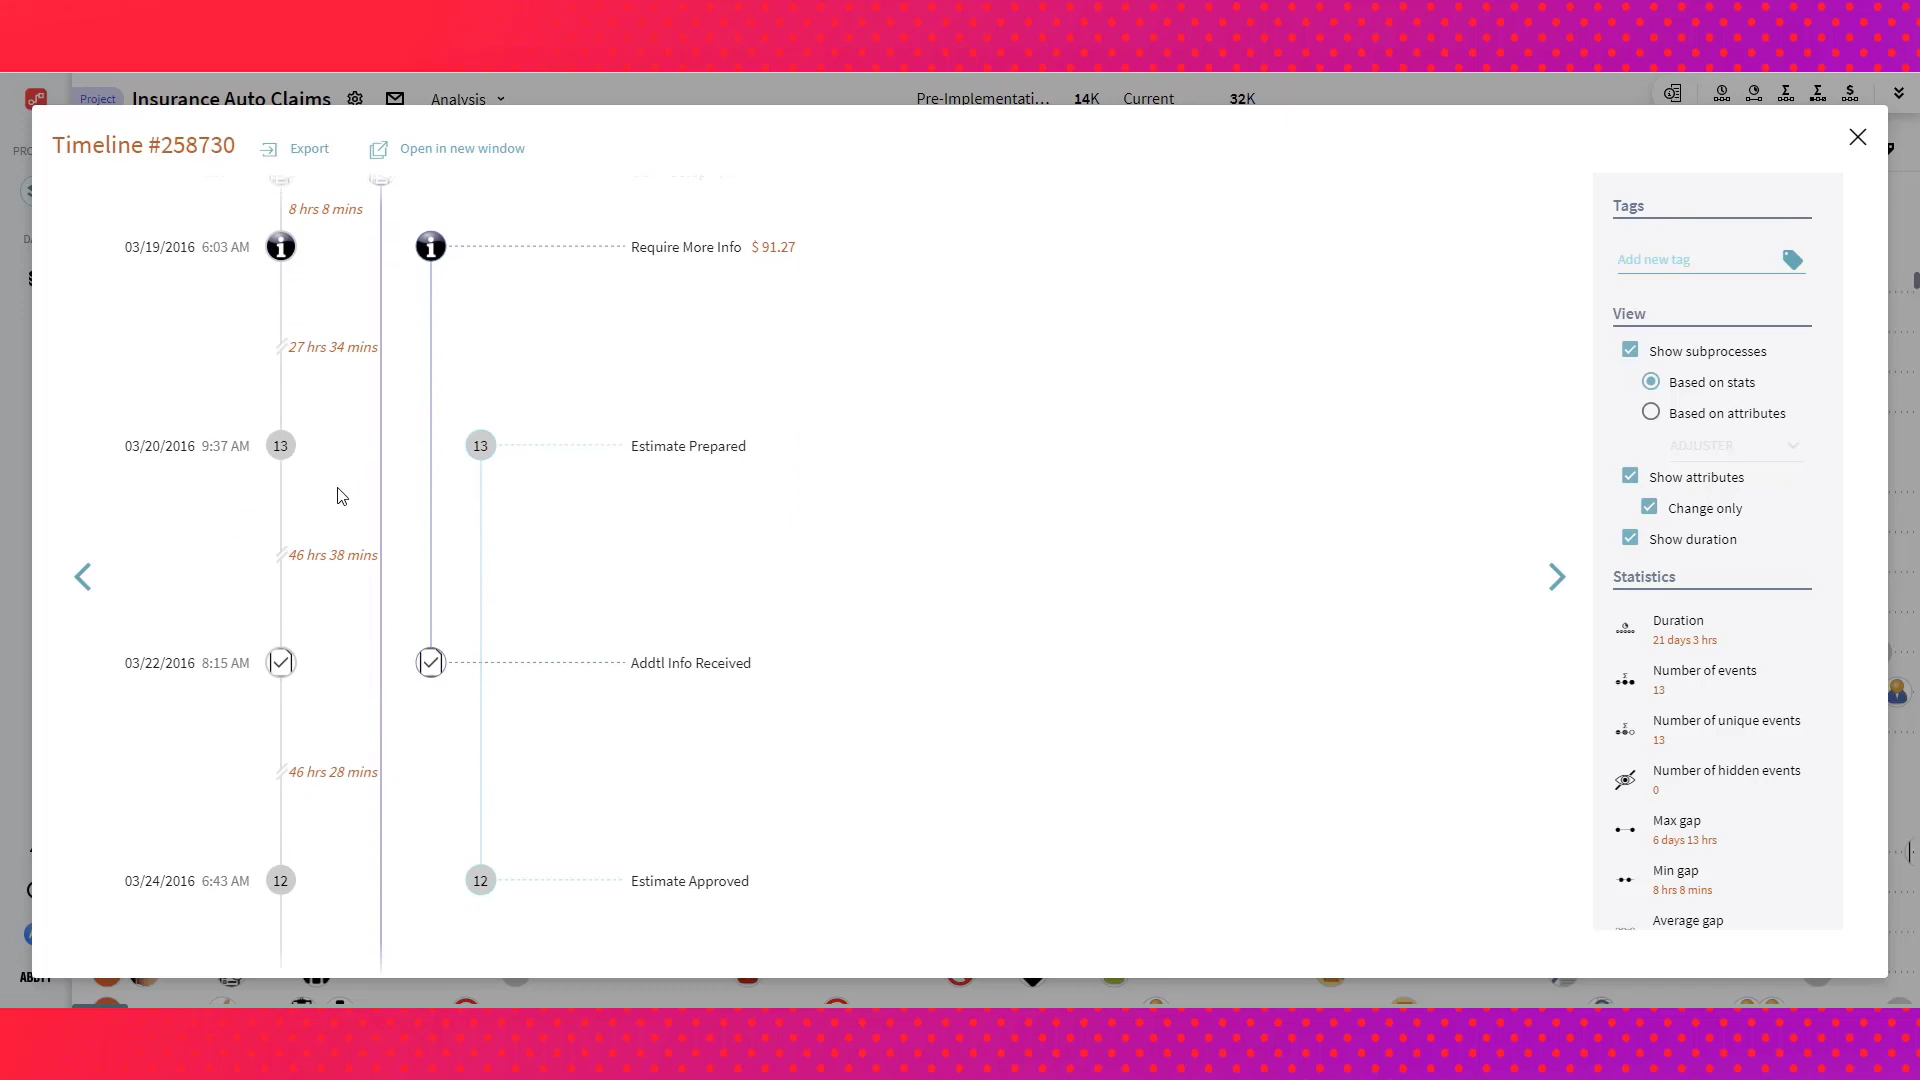 Project Insurance Auto Claims Analysis Pre-Implementati... 14K Current 32K
Timeline #258730 Export Open in new window
8 hrs 8 mins
03/19/2016 6:03 AM Require More Info $ 91.27
27 hrs 34 mins
03/20/2016 9:37 AM 13 13 Estimate Prepared
46 hrs 38 mins
03/22/2016 8:15 AM Addtl Info Received
46 hrs 28 mins
03/24/2016 6:43 AM 12 12 Estimate Approved
Tags
Add new tag
View
Show subprocesses
Based on stats
Based on attributes
ADJUSTER
Show attributes
Change only
Show duration
Statistics
Duration
21 days 3 hrs
Number of events
13
Number of unique events
13
Number of hidden events
0
Max gap
6 days 13 hrs
Min gap
8 hrs 8 mins
Average gap